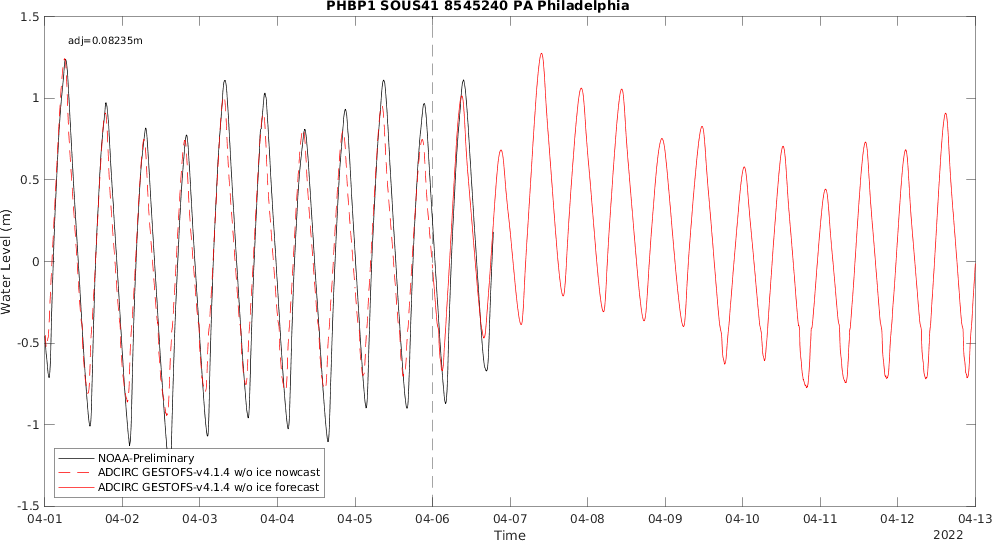 PHBP1 SOUS41 8545240 PA Philadelphia
adj=0.08235m
1.5
1
0.5
0
-0.5
-1
-1.5
Water Level (m)
NOAA-Preliminary
ADCIRC GESTOFS-v4.1.4 w/o ice nowcast
ADCIRC GESTOFS-v4.1.4 w/o ice forecast
04-01 04-02 04-03 04-04 04-05 04-06 04-07 04-08 04-09 04-10 04-11 04-12 04-13
Time
2022